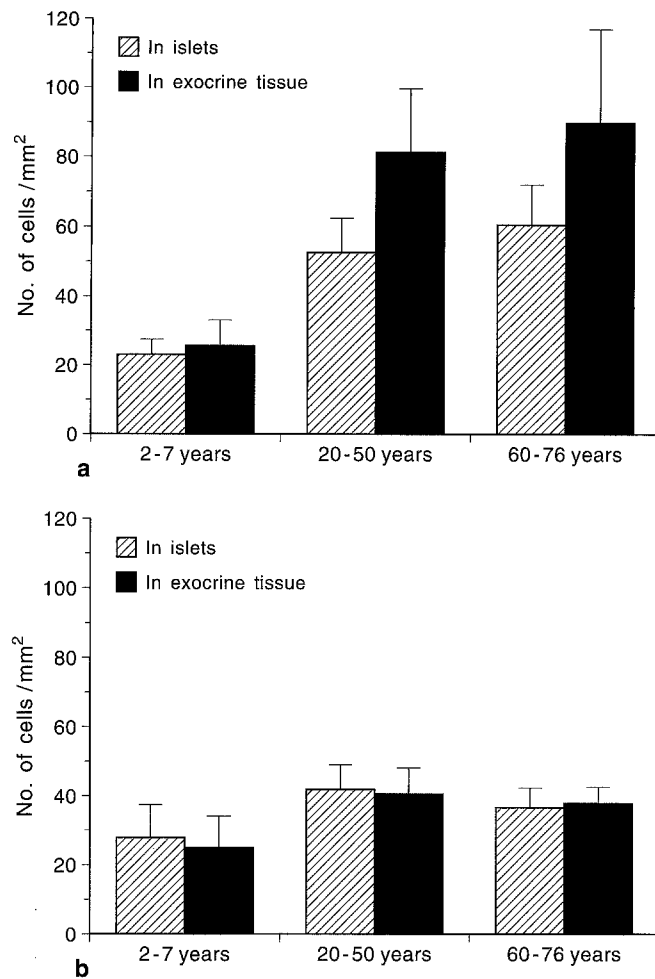 120
100
80
60
40
20
0
No. of cells/mm²
In islets
In exocrine tissue
2-7 years 20-50 years 60-76 years
a
120
100
80
60
40
20
0
No. of cells/mm²
In islets
In exocrine tissue
2-7 years 20-50 years 60-76 years
b